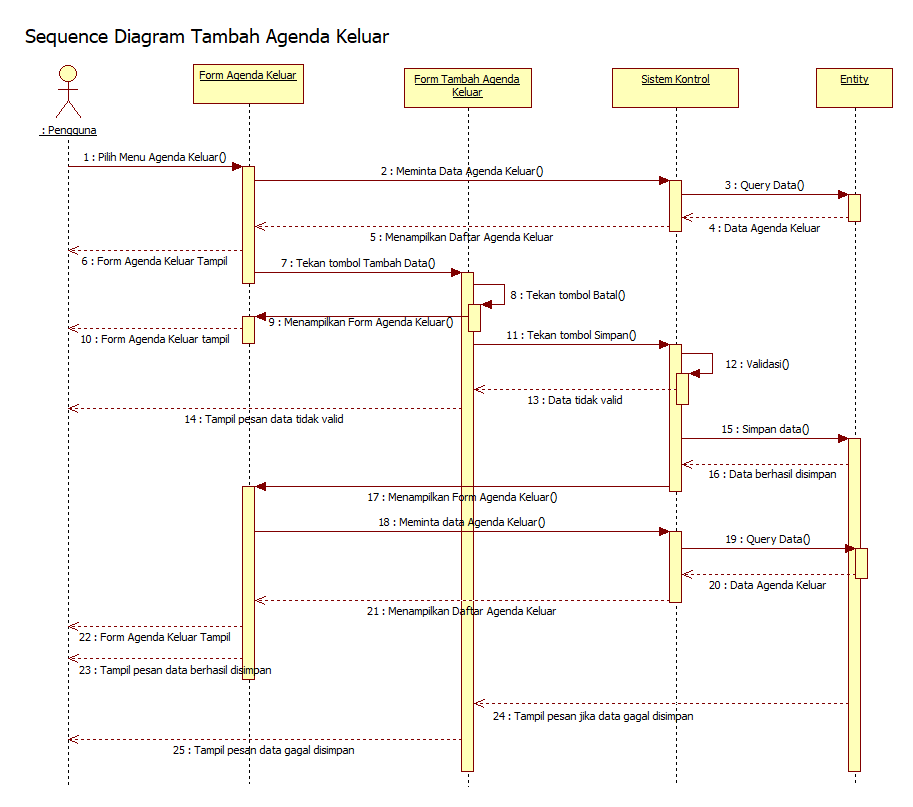 Sequence Diagram Tambah Agenda Keluar
: Pengguna
Form Agenda Keluar
Form Tambah Agenda
Keluar
Sistem Kontrol
Entity
1 : Pilih Menu Agenda Keluar()
2 : Meminta Data Agenda Keluar()
3 : Query Data()
4 : Data Agenda Keluar
5 : Menampilkan Daftar Agenda Keluar
6 : Form Agenda Keluar Tampil
7 : Tekan tombol Tambah Data()
8 : Tekan tombol Batal()
9 : Menampilkan Form Agenda Keluar()
10 : Form Agenda Keluar tampil
11 : Tekan tombol Simpan()
12 : Validasi()
13 : Data tidak valid
14 : Tampil pesan data tidak valid
15 : Simpan data()
16 : Data berhasil disimpan
17 : Menampilkan Form Agenda Keluar()
18 : Meminta data Agenda Keluar()
19 : Query Data()
20 : Data Agenda Keluar
21 : Menampilkan Daftar Agenda Keluar
22 : Form Agenda Keluar Tampil
23 : Tampil pesan data berhasil disimpan
24 : Tampil pesan jika data gagal disimpan
25 : Tampil pesan data gagal disimpan